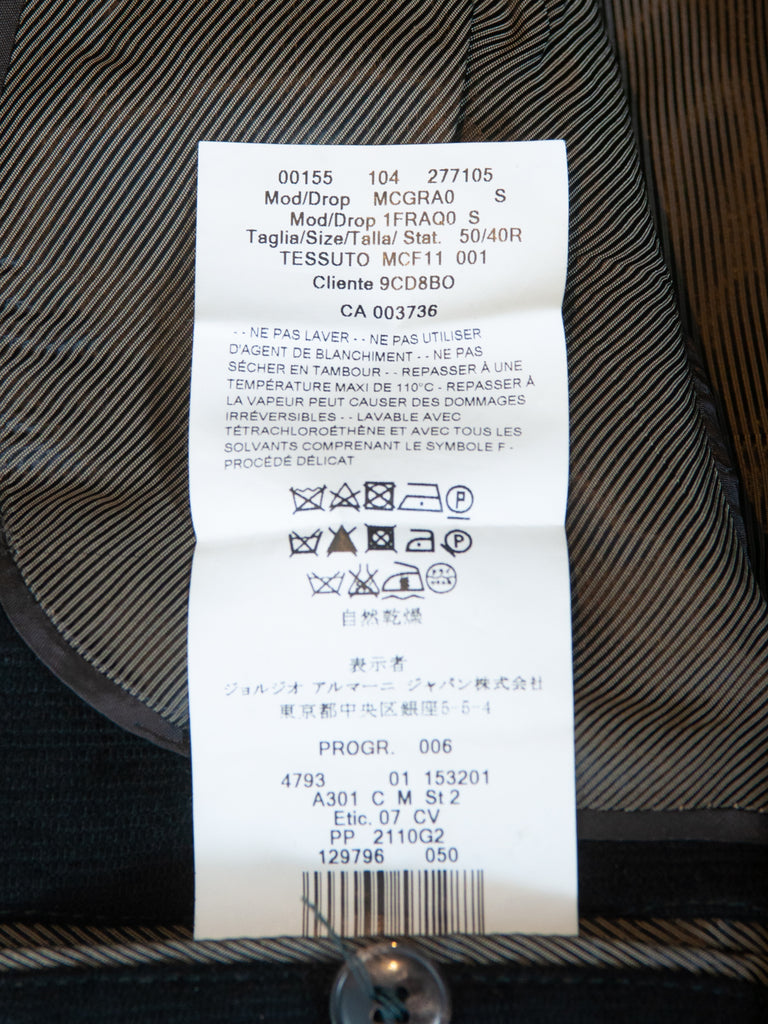 00155 104 277105
Mod/Drop MCGRA0 S
Mod/Drop 1FRAQ0 S
Taglia/Size/Talla/ Stat. 50/40R
TESSUTO MCF11 001
Cliente 9CD8BO
CA 003736
- - NE PAS LAVER - - NE PAS UTILISER
D'AGENT DE BLANCHIMENT - - NE PAS
SÉCHER EN TAMBOUR - - REPASSER À UNE
TEMPÉRATURE MAXI DE 110°C - REPASSER À
LA VAPEUR PEUT CAUSER DES DOMMAGES
IRRÉVERSIBLES - - LAVABLE AVEC
TÉTRACHLOROÉTHÈNE ET AVEC TOUS LES
SOLVANTS COMPRENANT LE SYMBOLE F -
PROCÉDÉ DÉLICAT
P
P
自然乾燥
表示者
ジョルジオ アルマーニ ジャパン株式会社
東京都中央区銀座5-5-4
PROGR. 006
4793 01 153201
A301 C M St 2
Etic. 07 CV
PP 2110G2
129796 050